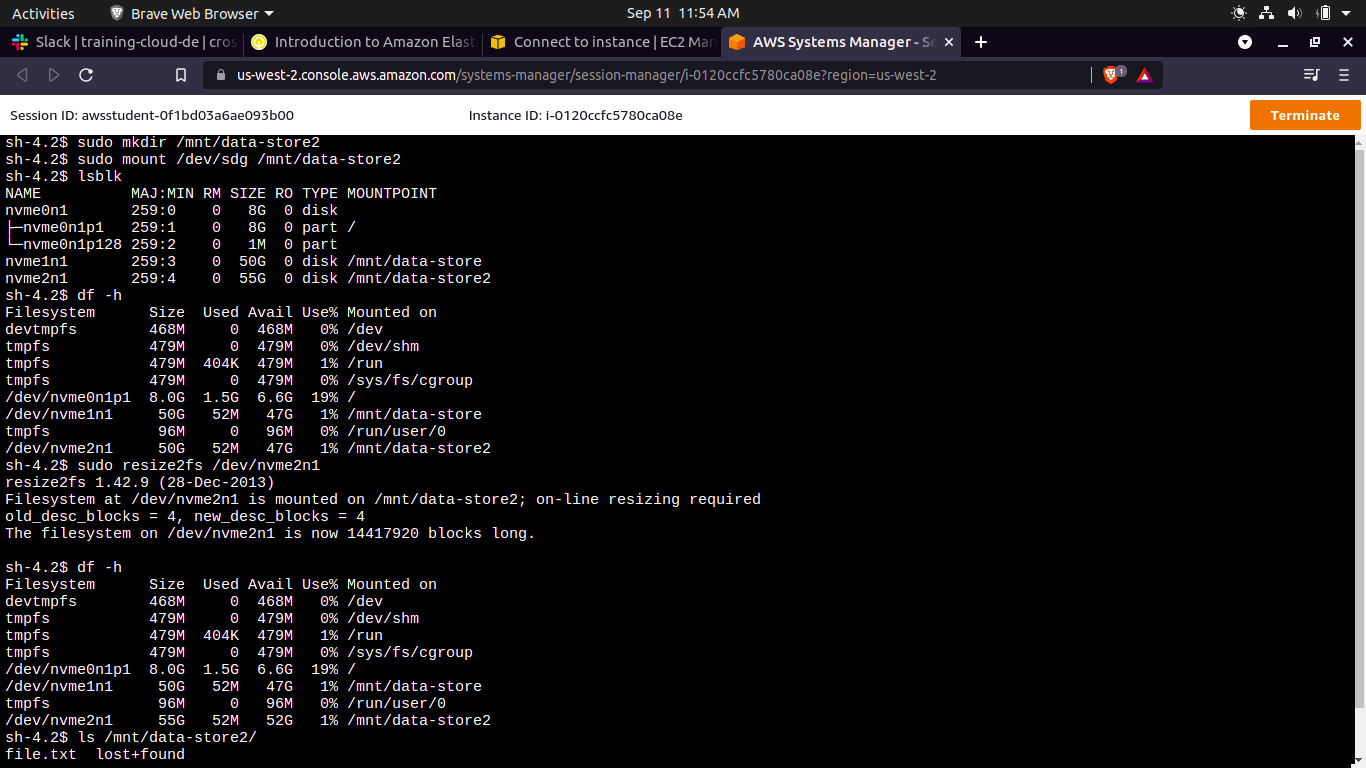 Activities Brave Web Browser Sep 11 11:54 AM
Slack | training-cloud-de | cros Introduction to Amazon Elast Connect to instance | EC2 Man AWS Systems Manager - Se
us-west-2.console.aws.amazon.com/systems-manager/session-manager/i-0120ccfc5780ca08e?region=us-west-2 1
Session ID: awsstudent-0f1bd03a6ae093b00 Instance ID: i-0120ccfc5780ca08e Terminate
sh-4.2$ sudo mkdir /mnt/data-store2
sh-4.2$ sudo mount /dev/sdg /mnt/data-store2
sh-4.2$ lsblk
NAME          MAJ:MIN RM SIZE RO TYPE MOUNTPOINT
nvme0n1       259:0    0   8G  0 disk
├─nvme0n1p1   259:1    0   8G  0 part /
└─nvme0n1p128 259:2    0   1M  0 part
nvme1n1       259:3    0  50G  0 disk /mnt/data-store
nvme2n1       259:4    0  55G  0 disk /mnt/data-store2
sh-4.2$ df -h
Filesystem      Size  Used Avail Use% Mounted on
devtmpfs        468M     0  468M   0% /dev
tmpfs           479M     0  479M   0% /dev/shm
tmpfs           479M  404K  479M   1% /run
tmpfs           479M     0  479M   0% /sys/fs/cgroup
/dev/nvme0n1p1  8.0G  1.5G  6.6G  19% /
/dev/nvme1n1     50G   52M   47G   1% /mnt/data-store
tmpfs            96M     0   96M   0% /run/user/0
/dev/nvme2n1     50G   52M   47G   1% /mnt/data-store2
sh-4.2$ sudo resize2fs /dev/nvme2n1
resize2fs 1.42.9 (28-Dec-2013)
Filesystem at /dev/nvme2n1 is mounted on /mnt/data-store2; on-line resizing required
old_desc_blocks = 4, new_desc_blocks = 4
The filesystem on /dev/nvme2n1 is now 14417920 blocks long.
sh-4.2$ df -h
Filesystem      Size  Used Avail Use% Mounted on
devtmpfs        468M     0  468M   0% /dev
tmpfs           479M     0  479M   0% /dev/shm
tmpfs           479M  404K  479M   1% /run
tmpfs           479M     0  479M   0% /sys/fs/cgroup
/dev/nvme0n1p1  8.0G  1.5G  6.6G  19% /
/dev/nvme1n1     50G   52M   47G   1% /mnt/data-store
tmpfs            96M     0   96M   0% /run/user/0
/dev/nvme2n1     55G   52M   52G   1% /mnt/data-store2
sh-4.2$ ls /mnt/data-store2/
file.txt  lost+found